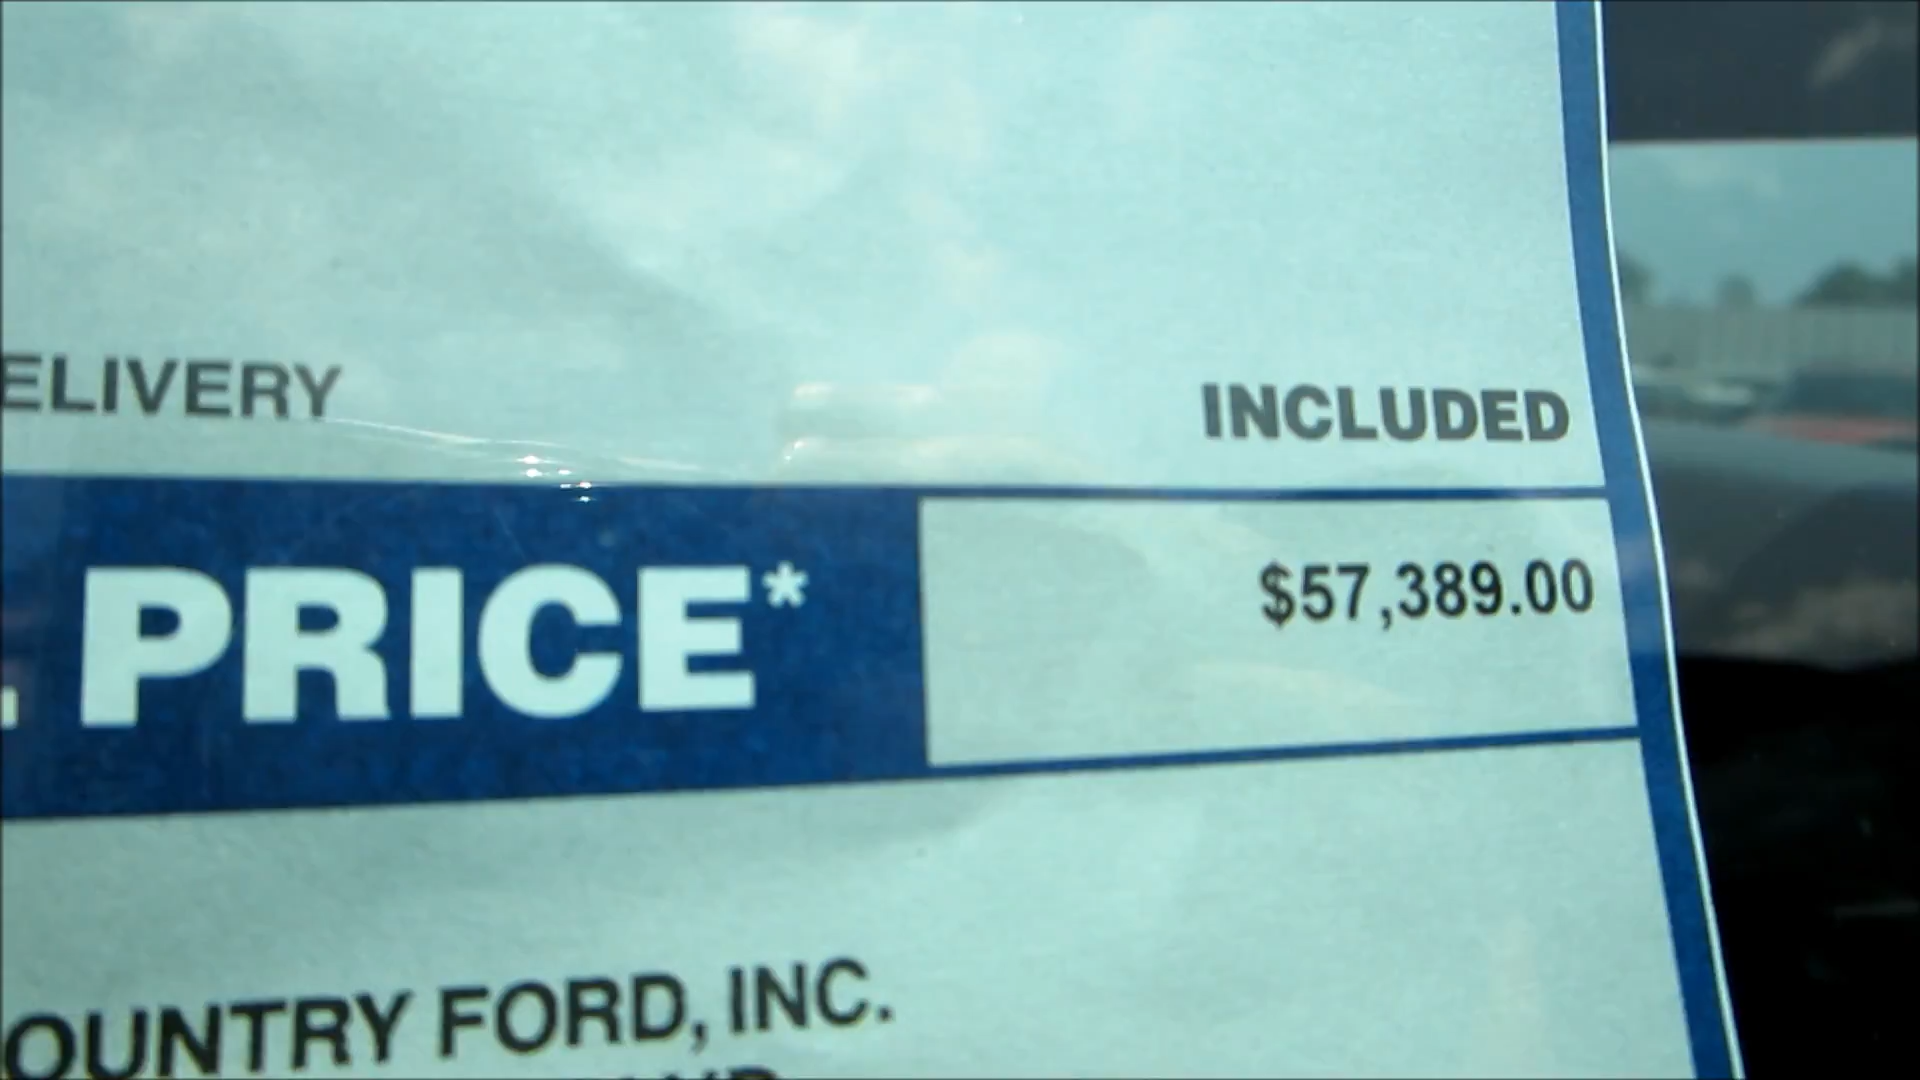 ELIVERY INCLUDED
. PRICE* $57,389.00
OUNTRY FORD, INC.